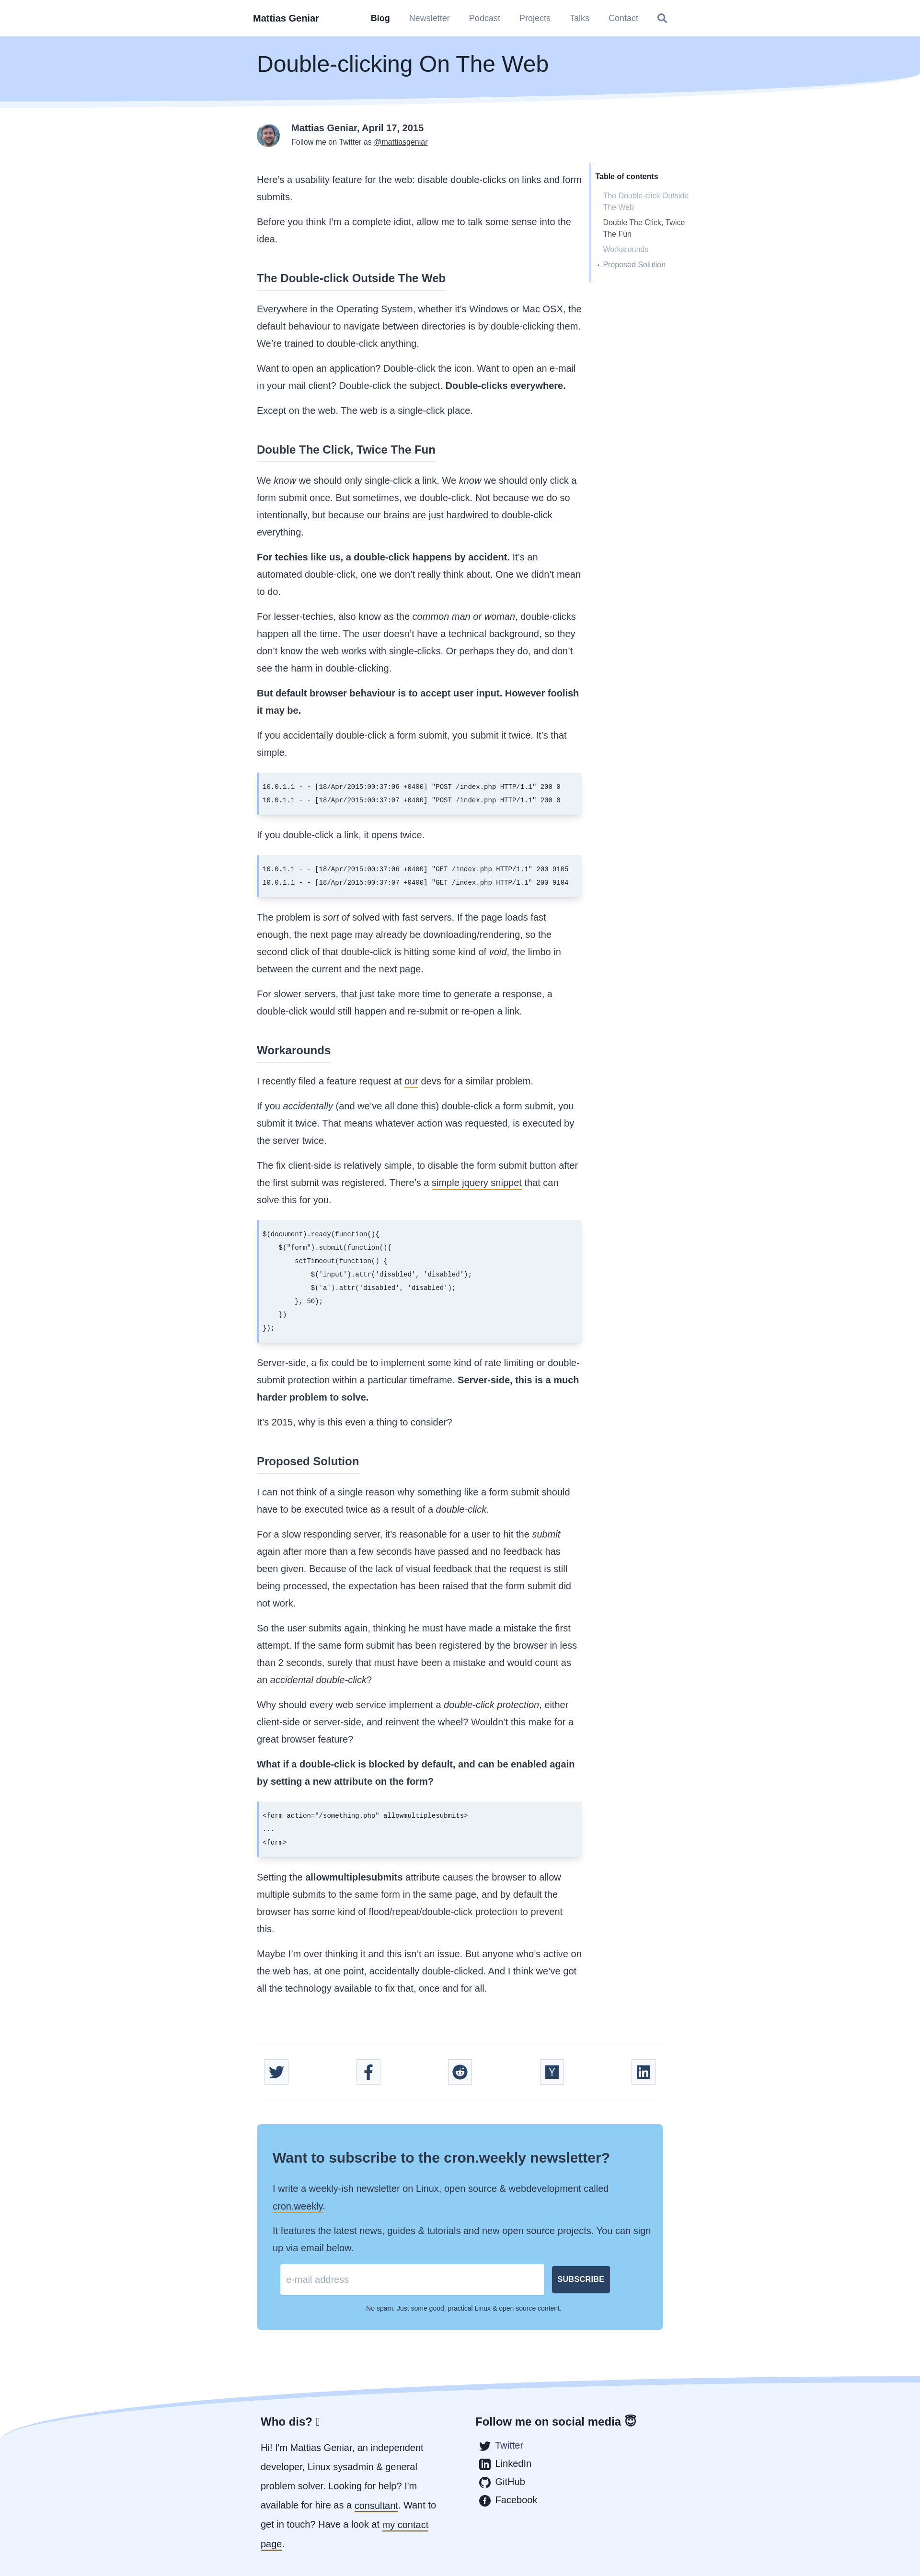 Mattias Geniar
Blog Newsletter Podcast Projects Talks Contact
Double-clicking On The Web
Mattias Geniar, April 17, 2015
Follow me on Twitter as @mattiasgeniar
Here’s a usability feature for the web: disable double-clicks on links and form
submits.
Before you think I’m a complete idiot, allow me to talk some sense into the
idea.
Table of contents
The Double-click Outside
The Web
Double The Click, Twice
The Fun
Workarounds
→ Proposed Solution
The Double-click Outside The Web
Everywhere in the Operating System, whether it’s Windows or Mac OSX, the
default behaviour to navigate between directories is by double-clicking them.
We’re trained to double-click anything.
Want to open an application? Double-click the icon. Want to open an e-mail
in your mail client? Double-click the subject. Double-clicks everywhere.
Except on the web. The web is a single-click place.
Double The Click, Twice The Fun
We know we should only single-click a link. We know we should only click a
form submit once. But sometimes, we double-click. Not because we do so
intentionally, but because our brains are just hardwired to double-click
everything.
For techies like us, a double-click happens by accident. It’s an
automated double-click, one we don’t really think about. One we didn’t mean
to do.
For lesser-techies, also know as the common man or woman, double-clicks
happen all the time. The user doesn’t have a technical background, so they
don’t know the web works with single-clicks. Or perhaps they do, and don’t
see the harm in double-clicking.
But default browser behaviour is to accept user input. However foolish
it may be.
If you accidentally double-click a form submit, you submit it twice. It’s that
simple.
10.0.1.1 - - [18/Apr/2015:00:37:06 +0400] "POST /index.php HTTP/1.1" 200 0
10.0.1.1 - - [18/Apr/2015:00:37:07 +0400] "POST /index.php HTTP/1.1" 200 0
If you double-click a link, it opens twice.
10.0.1.1 - - [18/Apr/2015:00:37:06 +0400] "GET /index.php HTTP/1.1" 200 9105
10.0.1.1 - - [18/Apr/2015:00:37:07 +0400] "GET /index.php HTTP/1.1" 200 9104
The problem is sort of solved with fast servers. If the page loads fast
enough, the next page may already be downloading/rendering, so the
second click of that double-click is hitting some kind of void, the limbo in
between the current and the next page.
For slower servers, that just take more time to generate a response, a
double-click would still happen and re-submit or re-open a link.
Workarounds
I recently filed a feature request at our devs for a similar problem.
If you accidentally (and we’ve all done this) double-click a form submit, you
submit it twice. That means whatever action was requested, is executed by
the server twice.
The fix client-side is relatively simple, to disable the form submit button after
the first submit was registered. There’s a simple jquery snippet that can
solve this for you.
$(document).ready(function(){
    $("form").submit(function(){
        setTimeout(function() {
            $('input').attr('disabled', 'disabled');
            $('a').attr('disabled', 'disabled');
        }, 50);
    })
});
Server-side, a fix could be to implement some kind of rate limiting or double-
submit protection within a particular timeframe. Server-side, this is a much
harder problem to solve.
It’s 2015, why is this even a thing to consider?
Proposed Solution
I can not think of a single reason why something like a form submit should
have to be executed twice as a result of a double-click.
For a slow responding server, it’s reasonable for a user to hit the submit
again after more than a few seconds have passed and no feedback has
been given. Because of the lack of visual feedback that the request is still
being processed, the expectation has been raised that the form submit did
not work.
So the user submits again, thinking he must have made a mistake the first
attempt. If the same form submit has been registered by the browser in less
than 2 seconds, surely that must have been a mistake and would count as
an accidental double-click?
Why should every web service implement a double-click protection, either
client-side or server-side, and reinvent the wheel? Wouldn’t this make for a
great browser feature?
What if a double-click is blocked by default, and can be enabled again
by setting a new attribute on the form?
<form action="/something.php" allowmultiplesubmits>
...
<form>
Setting the allowmultiplesubmits attribute causes the browser to allow
multiple submits to the same form in the same page, and by default the
browser has some kind of flood/repeat/double-click protection to prevent
this.
Maybe I’m over thinking it and this isn’t an issue. But anyone who’s active on
the web has, at one point, accidentally double-clicked. And I think we’ve got
all the technology available to fix that, once and for all.
Want to subscribe to the cron.weekly newsletter?
I write a weekly-ish newsletter on Linux, open source & webdevelopment called
cron.weekly.
It features the latest news, guides & tutorials and new open source projects. You can sign
up via email below.
e-mail address
SUBSCRIBE
No spam. Just some good, practical Linux & open source content.
Who dis?
Hi! I'm Mattias Geniar, an independent
developer, Linux sysadmin & general
problem solver. Looking for help? I'm
available for hire as a consultant. Want to
get in touch? Have a look at my contact
page.
Follow me on social media 😇
Twitter
LinkedIn
GitHub
Facebook